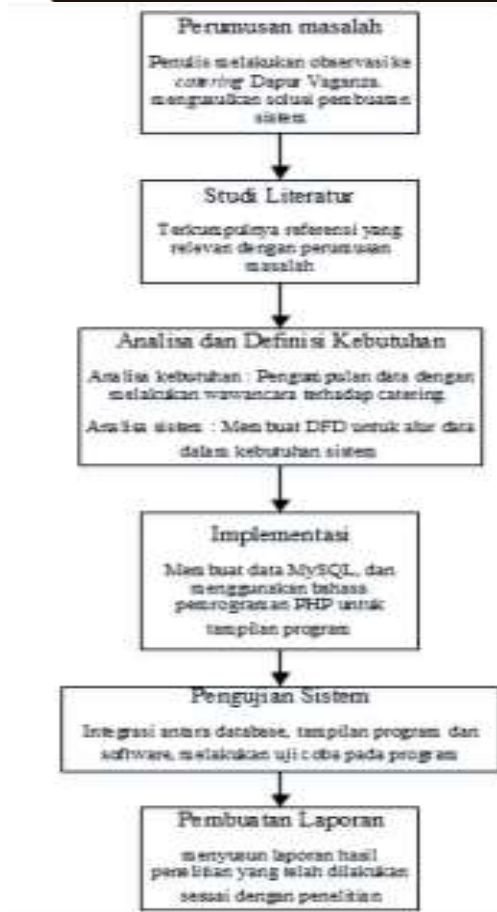 Perumusan masalah
Penulis melakukan observasi ke
catering Dapur Vaganza,
mengusulkan solusi pembuatan
sistem
Studi Literatur
Terkumpulnya referensi yang
relevan dengan perumusan
masalah
Analisa dan Definisi Kebutuhan
Analisa kebutuhan : Pengumpulan data dengan
melakukan wawancara terhadap catering.
Analisa sistem : Membuat DFD untuk alur data
dalam kebutuhan sistem
Implementasi
Membuat data MySQL, dan
menggunakan bahasa
pemrograman PHP untuk
tampilan program
Pengujian Sistem
Integrasi antara database, tampilan program dan
software, melakukan uji coba pada program
Pembuatan Laporan
menyusun laporan hasil
penelitian yang telah dilakukan
sesuai dengan penelitian